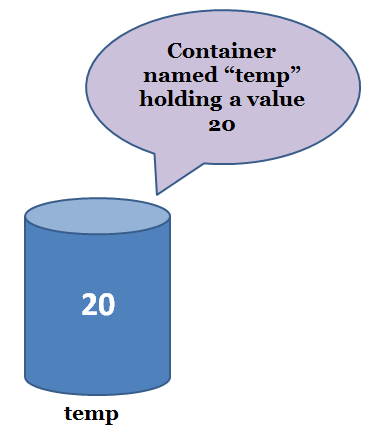 Container
named “temp”
holding a value
20
20
temp